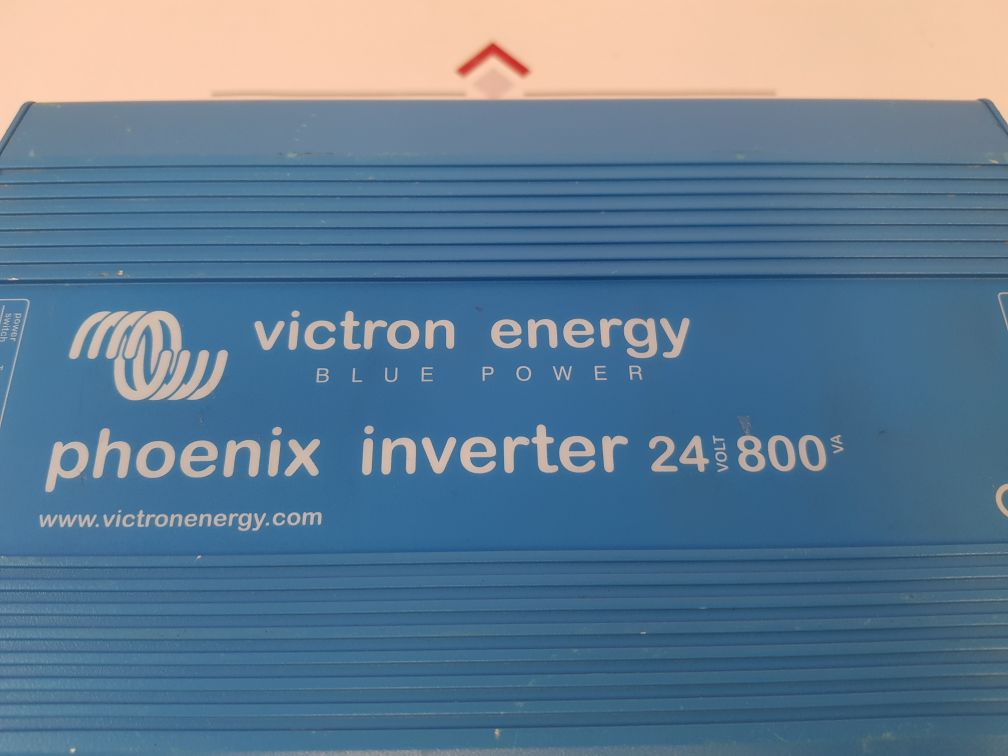 victron energy
BLUE POWER
phoenix inverter 24 VOLT 800 VA
www.victronenergy.com
power
switch